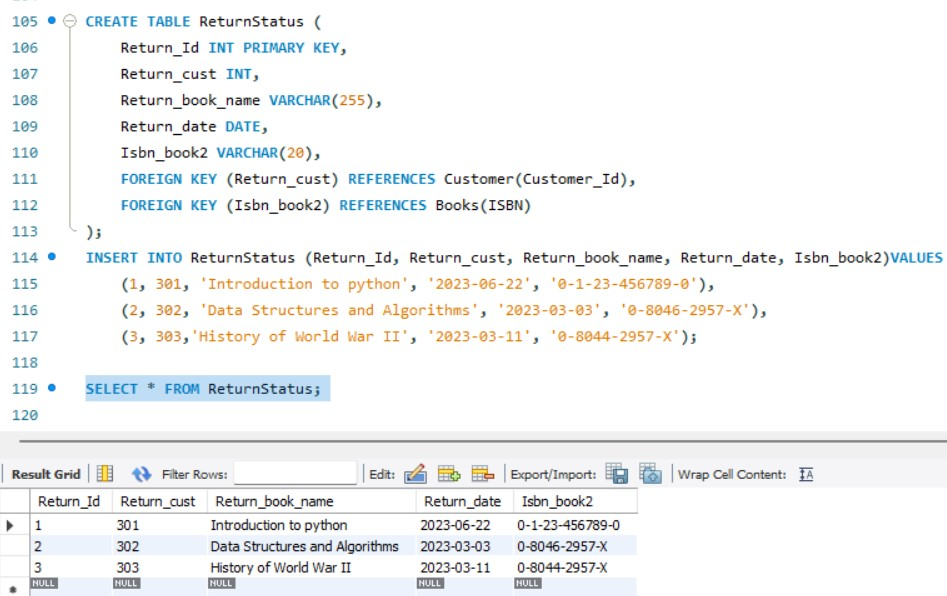 105 CREATE TABLE ReturnStatus (
106 Return_Id INT PRIMARY KEY,
107 Return_cust INT,
108 Return_book_name VARCHAR(255),
109 Return_date DATE,
110 Isbn_book2 VARCHAR(20),
111 FOREIGN KEY (Return_cust) REFERENCES Customer(Customer_Id),
112 FOREIGN KEY (Isbn_book2) REFERENCES Books(ISBN)
113 );
114 INSERT INTO ReturnStatus (Return_Id, Return_cust, Return_book_name, Return_date, Isbn_book2)VALUES
115 (1, 301, 'Introduction to python', '2023-06-22', '0-1-23-456789-0'),
116 (2, 302, 'Data Structures and Algorithms', '2023-03-03', '0-8046-2957-X'),
117 (3, 303,'History of World War II', '2023-03-11', '0-8044-2957-X');
118
119 SELECT * FROM ReturnStatus;
120
Result Grid Filter Rows: Edit: Export/Import: Wrap Cell Content: IA
Return_Id Return_cust Return_book_name Return_date Isbn_book2
1 301 Introduction to python 2023-06-22 0-1-23-456789-0
2 302 Data Structures and Algorithms 2023-03-03 0-8046-2957-X
3 303 History of World War II 2023-03-11 0-8044-2957-X
NULL NULL NULL NULL NULL